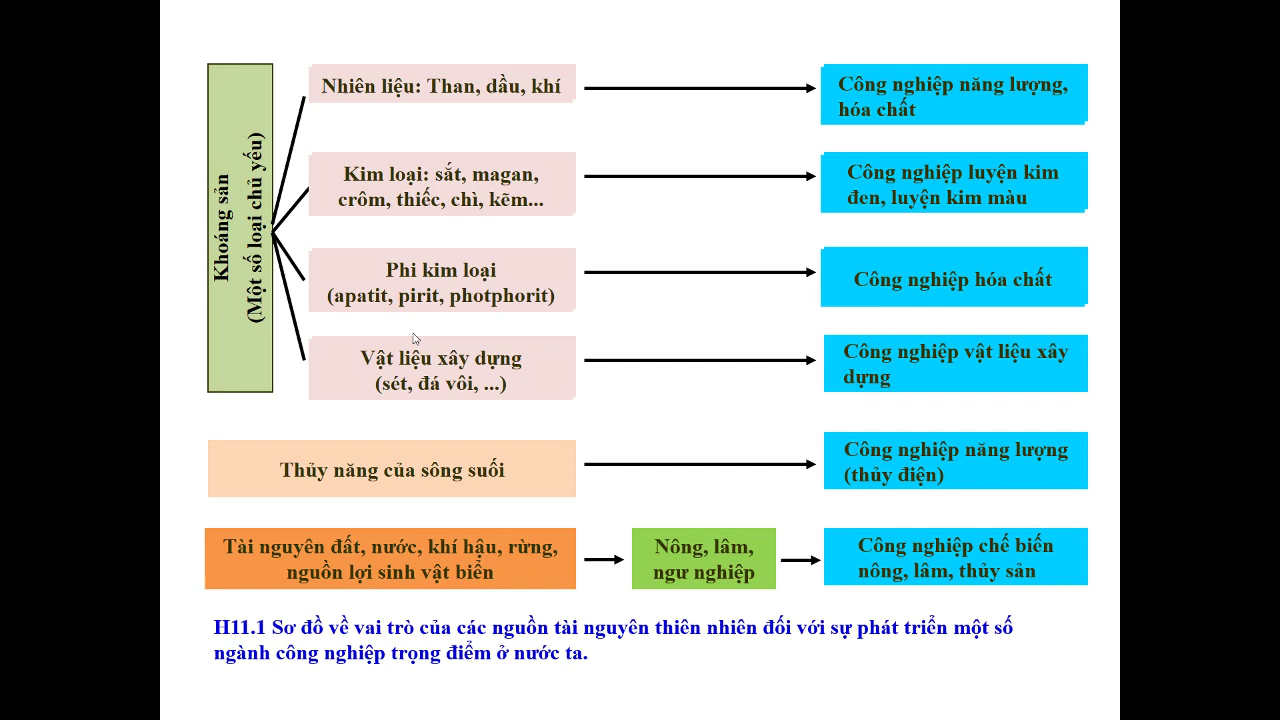 Khoáng sản
(Một số loại chủ yếu)
Nhiên liệu: Than, dầu, khí
Công nghiệp năng lượng,
hóa chất
Kim loại: sắt, magan,
crôm, thiếc, chì, kẽm...
Công nghiệp luyện kim
đen, luyện kim màu
Phi kim loại
(apatit, pirit, photphorit)
Công nghiệp hóa chất
Vật liệu xây dựng
(sét, đá vôi, ...)
Công nghiệp vật liệu xây
dựng
Thủy năng của sông suối
Công nghiệp năng lượng
(thủy điện)
Tài nguyên đất, nước, khí hậu, rừng,
nguồn lợi sinh vật biển
Nông, lâm,
ngư nghiệp
Công nghiệp chế biến
nông, lâm, thủy sản
H11.1 Sơ đồ về vai trò của các nguồn tài nguyên thiên nhiên đối với sự phát triển một số
ngành công nghiệp trọng điểm ở nước ta.